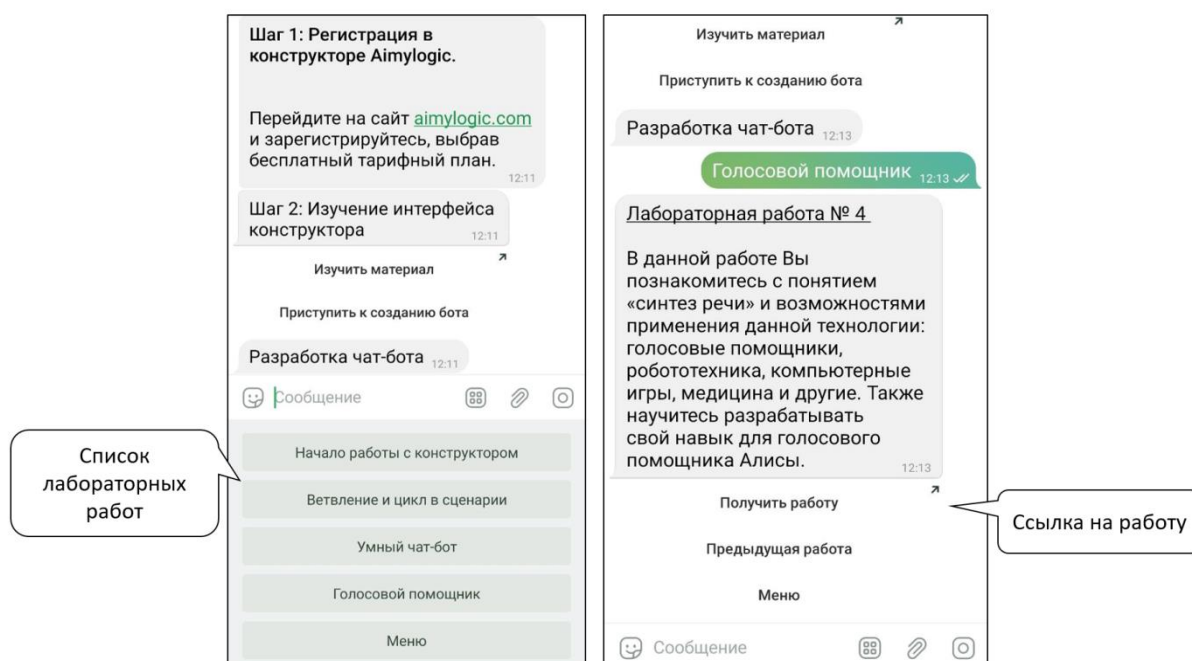 Шаг 1: Регистрация в
конструкторе Aimylogic.
Перейдите на сайт aimylogic.com
и зарегистрируйтесь, выбрав
бесплатный тарифный план.
12:11
Шаг 2: Изучение интерфейса
конструктора
12:11
Изучить материал
Приступить к созданию бота
Разработка чат-бота 12:11
Сообщение
Начало работы с конструктором
Ветвление и цикл в сценарии
Умный чат-бот
Голосовой помощник
Меню
Список
лабораторных
работ
Изучить материал
Приступить к созданию бота
Разработка чат-бота 12:13
Голосовой помощник 12:13
Лабораторная работа № 4
В данной работе Вы
познакомитесь с понятием
«синтез речи» и возможностями
применения данной технологии:
голосовые помощники,
робототехника, компьютерные
игры, медицина и другие. Также
научитесь разрабатывать
свой навык для голосового
помощника Алисы.
12:13
Получить работу
Предыдущая работа
Меню
Сообщение
Ссылка на работу